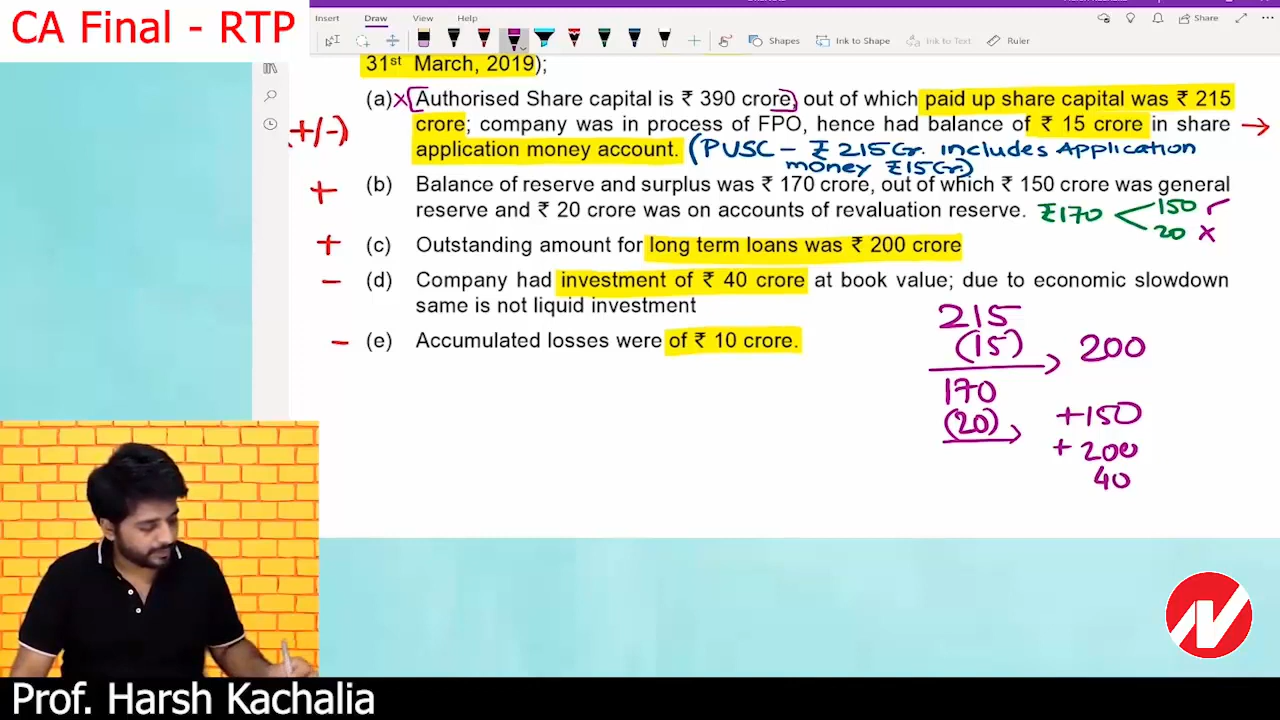 CA Final - RTP
Insert Draw View Help
Share
Shapes
Ink to Shape
Ink to Text
Ruler
31st March, 2019);
(a) x [Authorised Share capital is ₹ 390 crore,) out of which paid up share capital was ₹ 215
crore; company was in process of FPO, hence had balance of ₹ 15 crore in share →
(+/-)
application money account. (PUSC - ₹ 215Cr. includes Application
money ₹15Cr.)
+ (b) Balance of reserve and surplus was ₹ 170 crore, out of which ₹ 150 crore was general
reserve and ₹ 20 crore was on accounts of revaluation reserve. ₹170 < 150 ✓
20 x
+ (c) Outstanding amount for long term loans was ₹ 200 crore
- (d) Company had investment of ₹ 40 crore at book value; due to economic slowdown
same is not liquid investment
- (e) Accumulated losses were of ₹ 10 crore.
215
(15) → 200
170
(20) → +150
+ 200
40
Prof. Harsh Kachalia